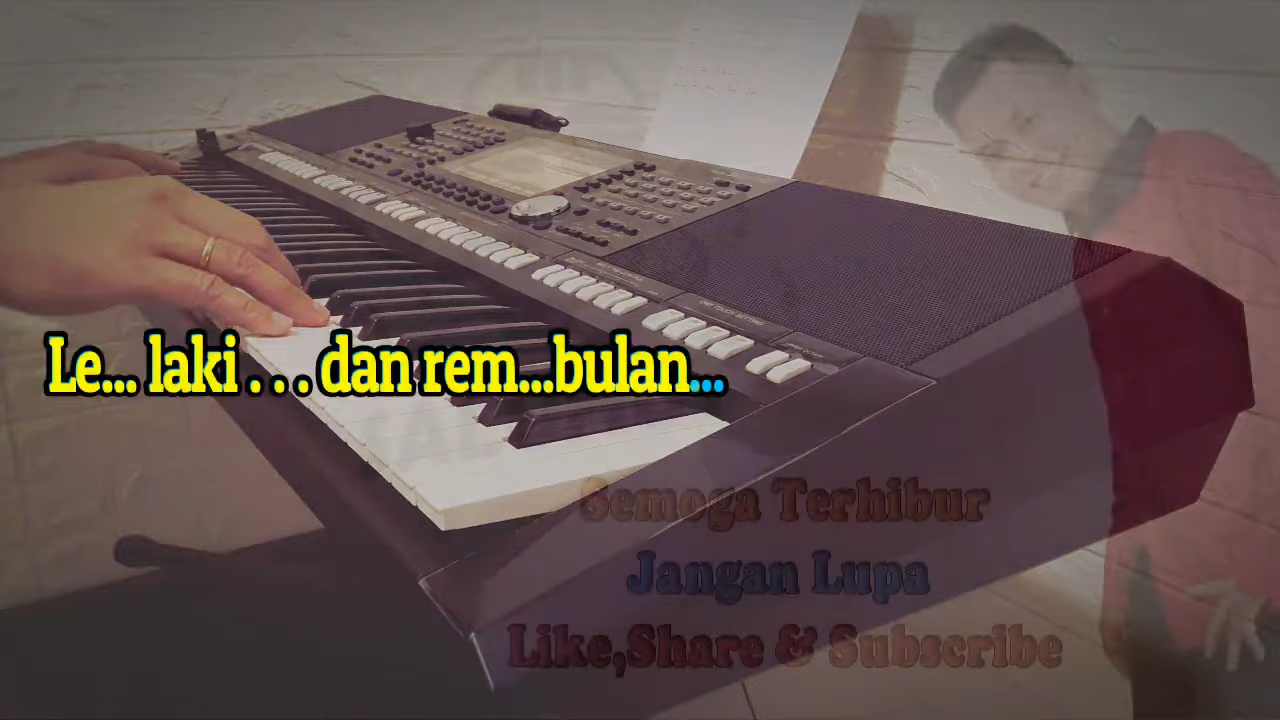 Le... laki . . . dan rem...bulan...
Semoga Terhibur
Jangan Lupa
Like,Share & Subscribe